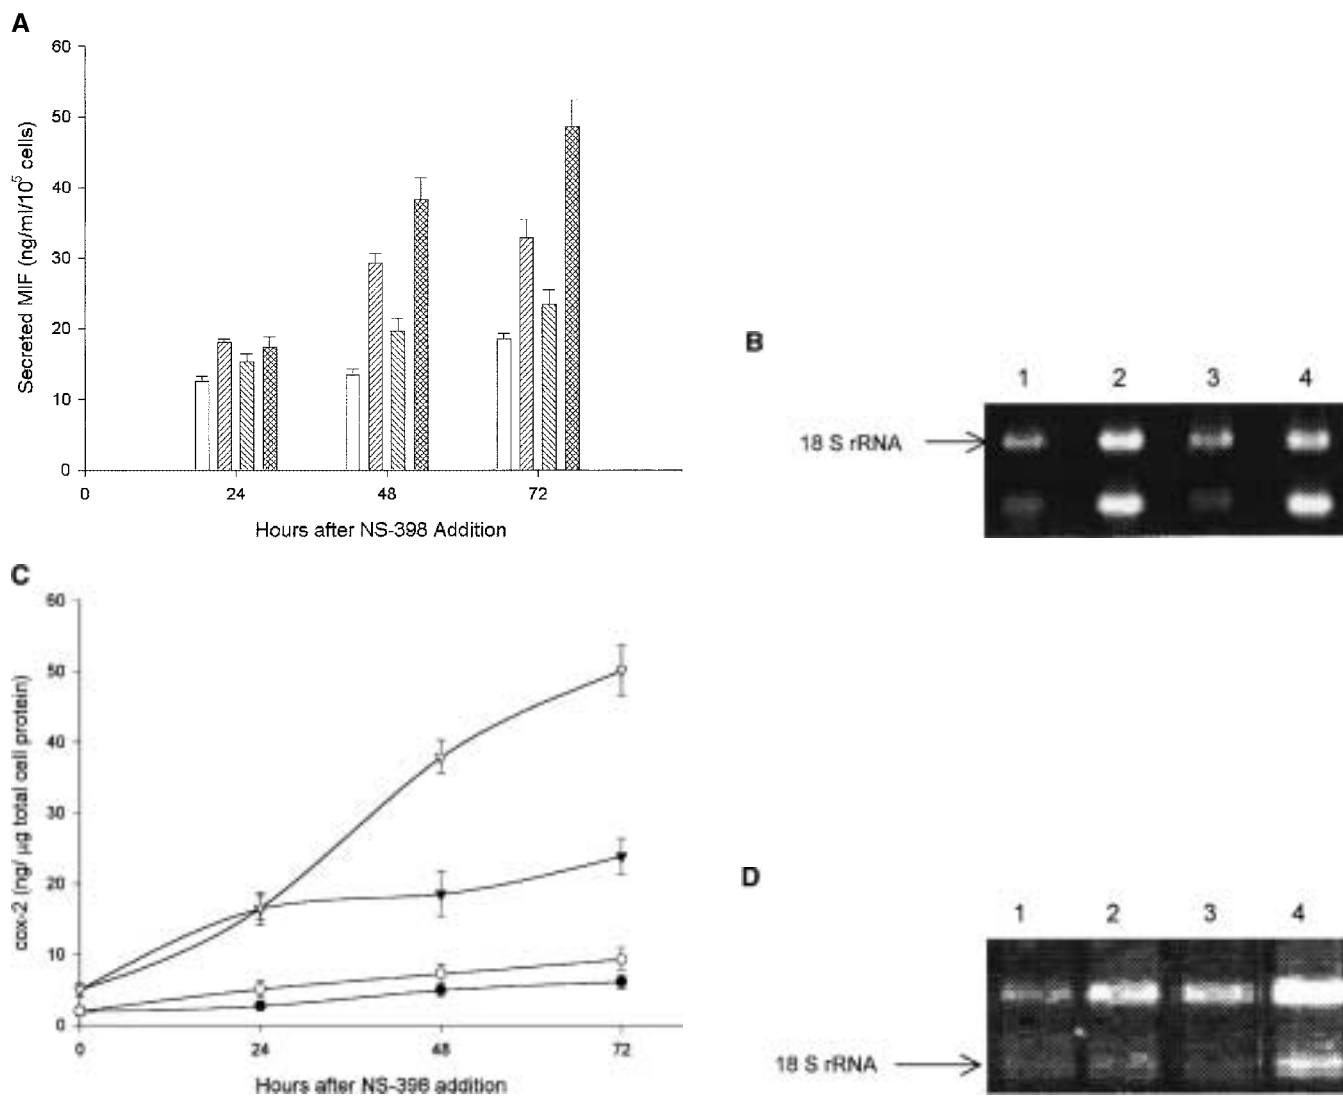 A
60
50
40
30
20
10
0
Secreted MIF (ng/ml/10⁵ cells)
0 24 48 72
Hours after NS-398 Addition
B
1 2 3 4
18 S rRNA
C
60
50
40
30
20
10
0
cox-2 (ng/ μg total cell protein)
0 24 48 72
Hours after NS-398 addition
D
1 2 3 4
18 S rRNA